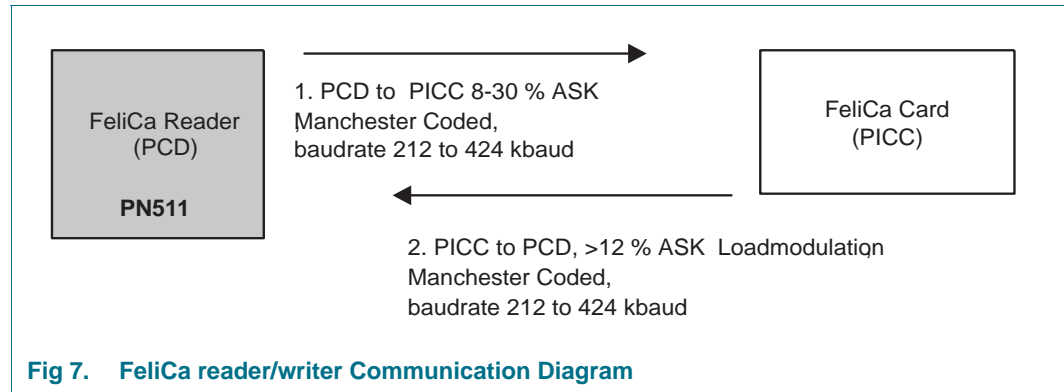 FeliCa Reader
(PCD)
PN511
1. PCD to PICC 8-30 % ASK
,Manchester Coded,
baudrate 212 to 424 kbaud
FeliCa Card
(PICC)
2. PICC to PCD, >12 % ASK Loadmodulation,
Manchester Coded,
baudrate 212 to 424 kbaud
Fig 7. FeliCa reader/writer Communication Diagram